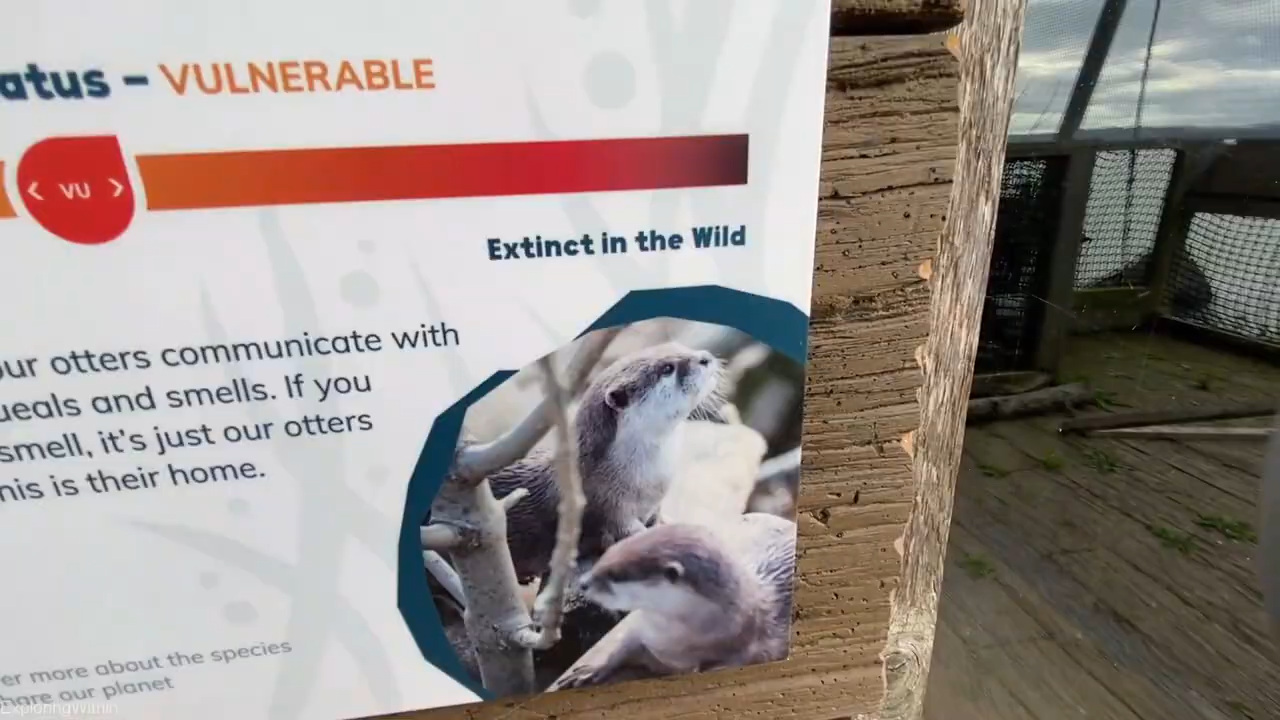 atus – VULNERABLE
< VU >
Extinct in the Wild
our otters communicate with
ueals and smells. If you
smell, it's just our otters
his is their home.
er more about the species
hare our planet
ExploringWithin